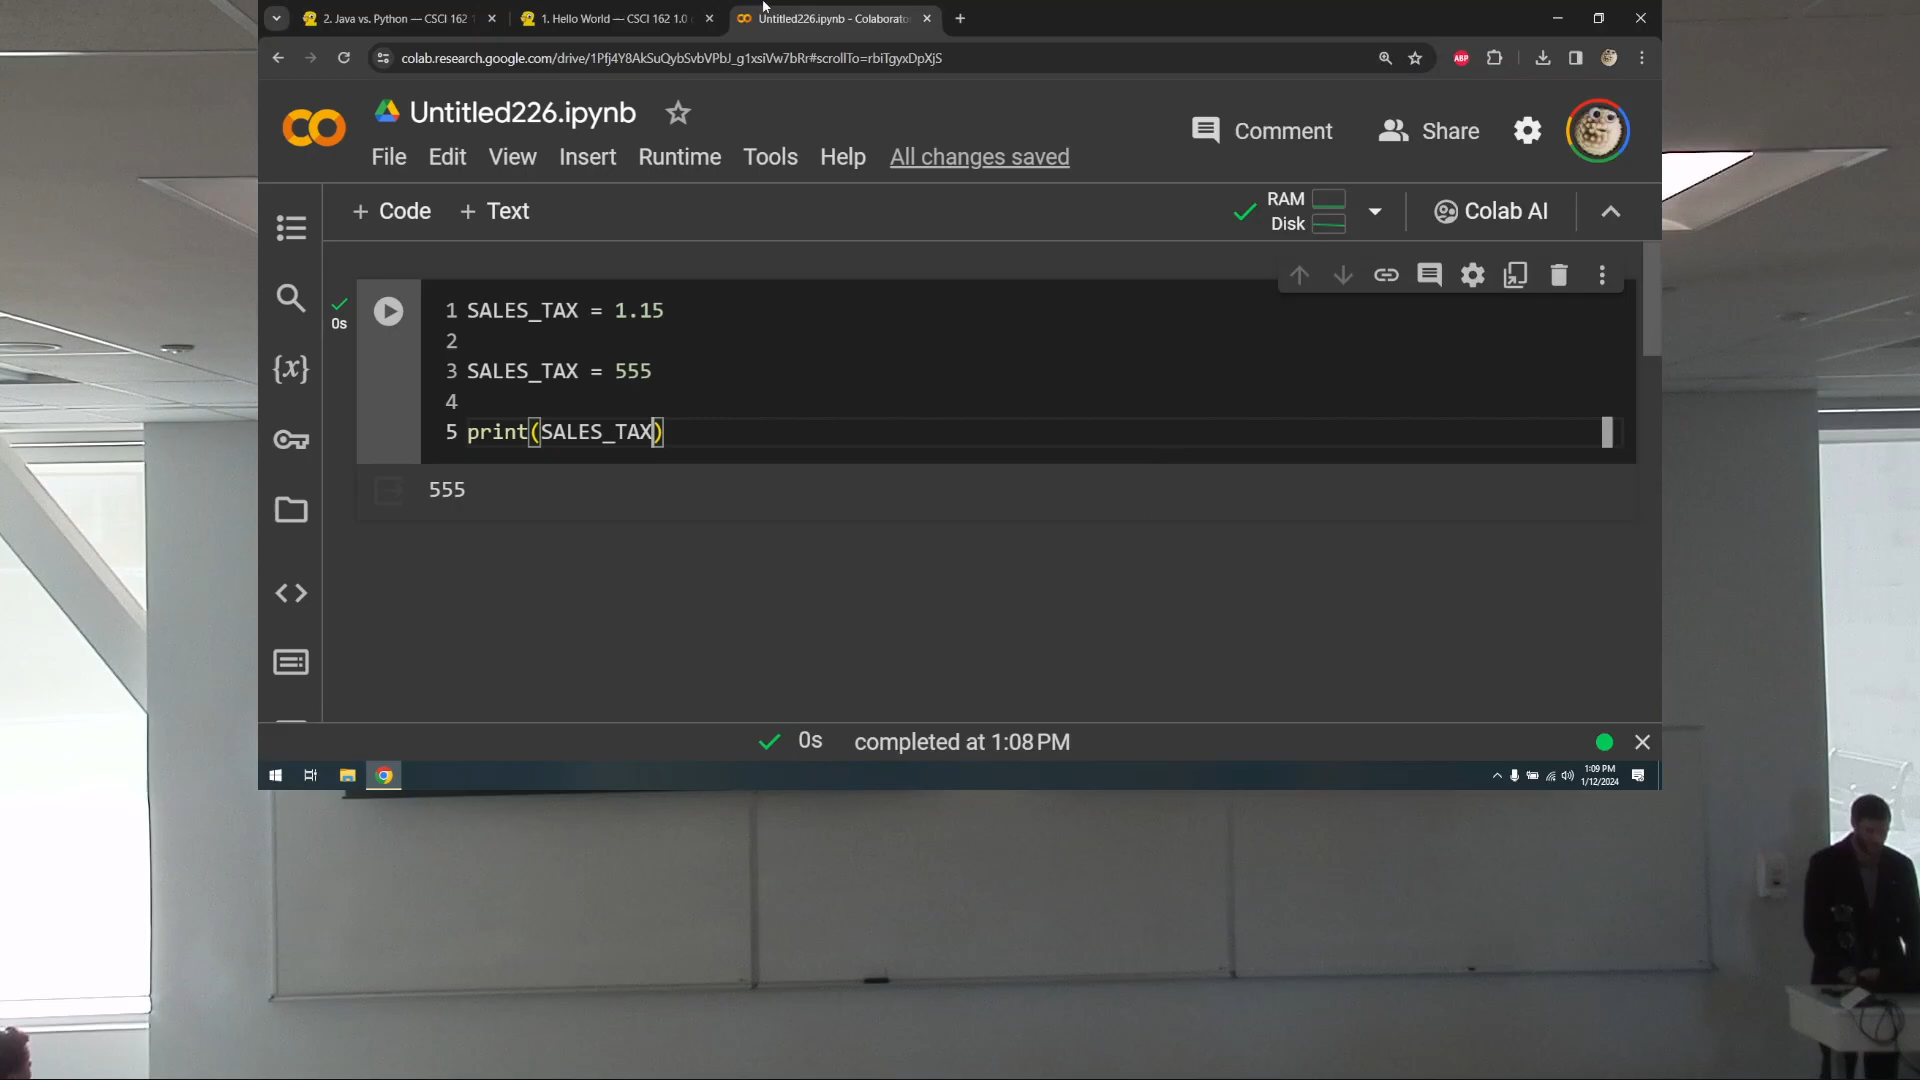 2. Java vs. Python — CSCI 162 1
1. Hello World — CSCI 162 1.0
Untitled226.ipynb - Colaborato
colab.research.google.com/drive/1Pfj4Y8AkSuQybSvbVPbJ_g1xsiVw7bRr#scrollTo=rbiTgyxDpXjS
ABP
Untitled226.ipynb
Comment
Share
File Edit View Insert Runtime Tools Help All changes saved
+ Code + Text
RAM
Disk
Colab AI
0s
1 SALES_TAX = 1.15
2
3 SALES_TAX = 555
4
5 print(SALES_TAX)
555
{x}
0s completed at 1:08 PM
1:09 PM
1/12/2024